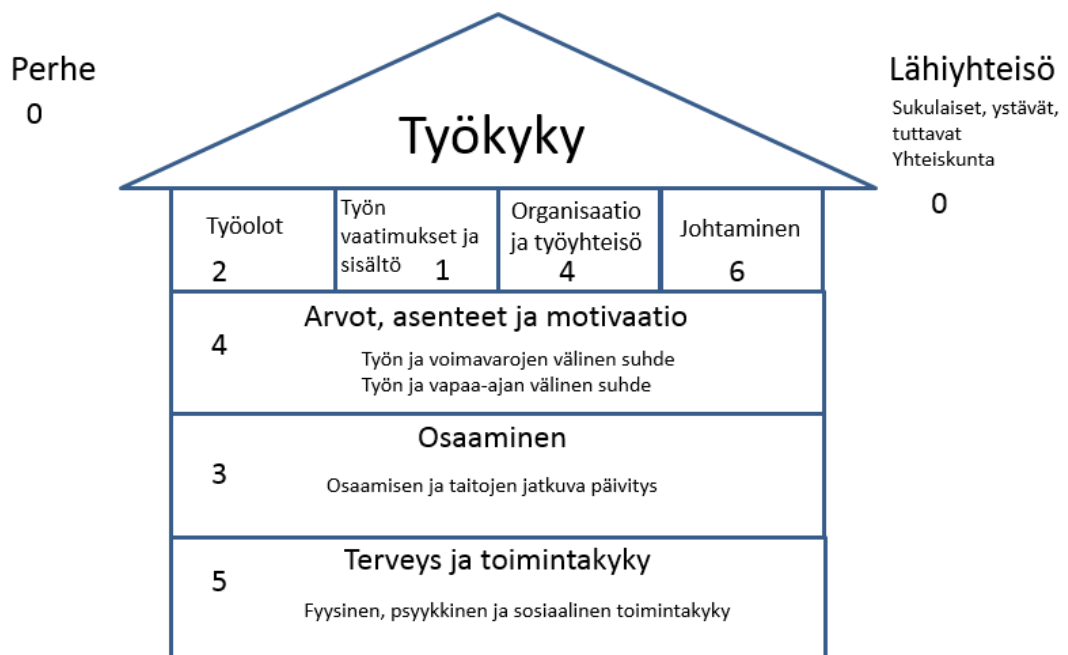 Perhe
0
Lähiyhteisö
Sukulaiset, ystävät,
tuttavat
Yhteiskunta
0
Työkyky
Työolot
2
Työn
vaatimukset ja
sisältö 1
Organisaatio
ja työyhteisö
4
Johtaminen
6
Arvot, asenteet ja motivaatio
4
Työn ja voimavarojen välinen suhde
Työn ja vapaa-ajan välinen suhde
Osaaminen
3
Osaamisen ja taitojen jatkuva päivitys
Terveys ja toimintakyky
5
Fyysinen, psyykkinen ja sosiaalinen toimintakyky